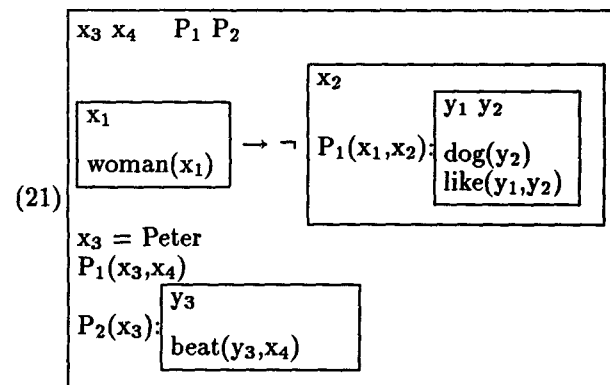 x₃ x₄ P₁ P₂
x₂
x₁ y₁ y₂
woman(x₁) → ¬ P₁(x₁,x₂): dog(y₂)
like(y₁,y₂)
(21)
x₃ = Peter
P₁(x₃,x₄)
y₃
P₂(x₃):
beat(y₃,x₄)